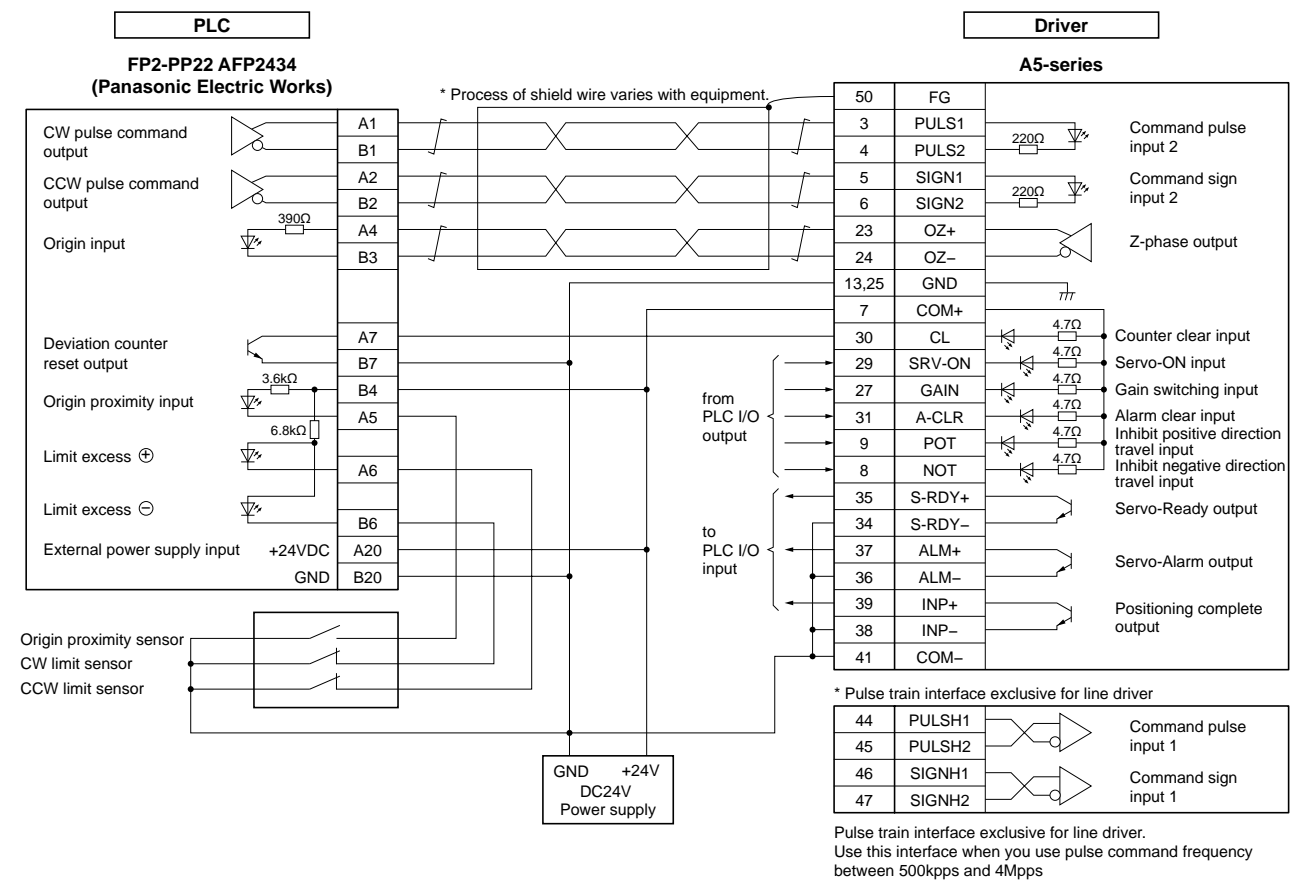 PLC
Driver
FP2-PP22 AFP2434
(Panasonic Electric Works)
A5-series
* Process of shield wire varies with equipment.
CW pulse command
output
A1
B1
CCW pulse command
output
A2
B2
390Ω
Origin input
A4
B3
Deviation counter
reset output
A7
B7
3.6kΩ
Origin proximity input
B4
A5
6.8kΩ
Limit excess ⊕
A6
Limit excess ⊖
B6
External power supply input +24VDC A20
GND B20
Origin proximity sensor
CW limit sensor
CCW limit sensor
GND +24V
DC24V
Power supply
from
PLC I/O
output
to
PLC I/O
input
50 FG
3 PULS1
4 PULS2
220Ω
Command pulse
input 2
5 SIGN1
6 SIGN2
220Ω
Command sign
input 2
23 OZ+
24 OZ−
Z-phase output
13,25 GND
7 COM+
30 CL 4.7Ω Counter clear input
29 SRV-ON 4.7Ω Servo-ON input
27 GAIN 4.7Ω Gain switching input
31 A-CLR 4.7Ω Alarm clear input
9 POT 4.7Ω Inhibit positive direction
travel input
8 NOT 4.7Ω Inhibit negative direction
travel input
35 S-RDY+
34 S-RDY−
Servo-Ready output
37 ALM+
36 ALM−
Servo-Alarm output
39 INP+
38 INP−
Positioning complete
output
41 COM−
* Pulse train interface exclusive for line driver
44 PULSH1
45 PULSH2
Command pulse
input 1
46 SIGNH1
47 SIGNH2
Command sign
input 1
Pulse train interface exclusive for line driver.
Use this interface when you use pulse command frequency
between 500kpps and 4Mpps